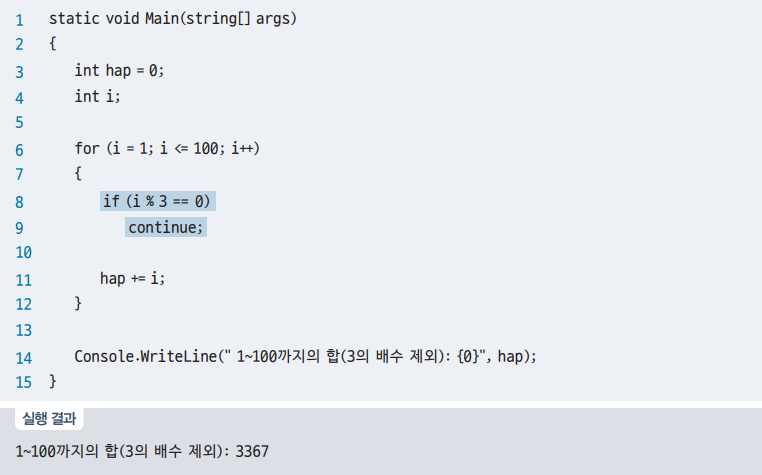 1 static void Main(string[] args)
2 {
3 int hap = 0;
4 int i;
5
6 for (i = 1; i <= 100; i++)
7 {
8 if (i % 3 == 0)
9 continue;
10
11 hap += i;
12 }
13
14 Console.WriteLine(" 1~100까지의 합(3의 배수 제외): {0}", hap);
15 }
실행 결과
1~100까지의 합(3의 배수 제외): 3367